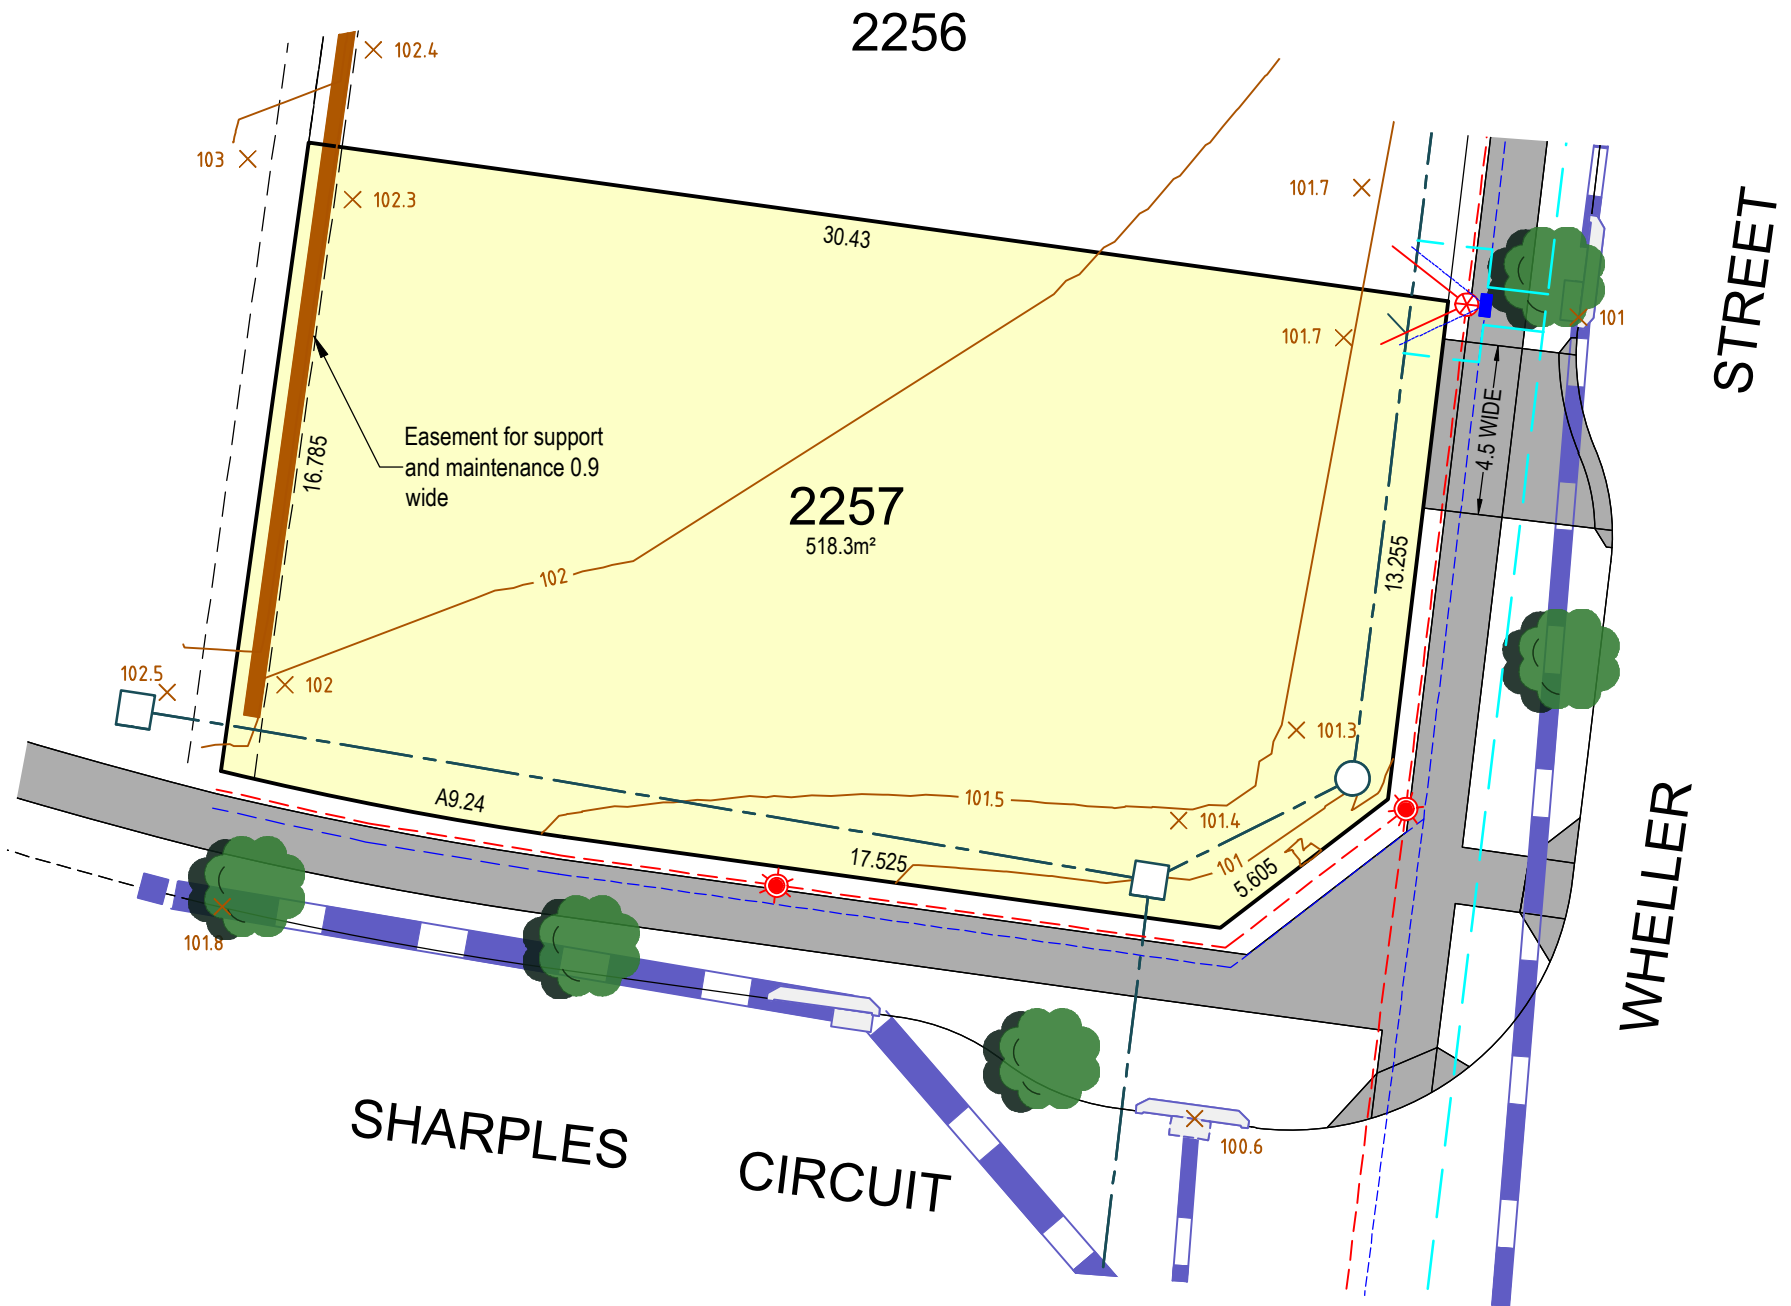 2256
102.4
103
102.3
101.7
30.43
101.7
101
STREET
4.5 WIDE
Easement for support
and maintenance 0.9
wide
16.785
2257
518.3m²
13.255
102
102.5
102
101.3
A9.24
101.5
101.4
17.525
101
5.605
101.8
WHELLER
SHARPLES CIRCUIT
100.6